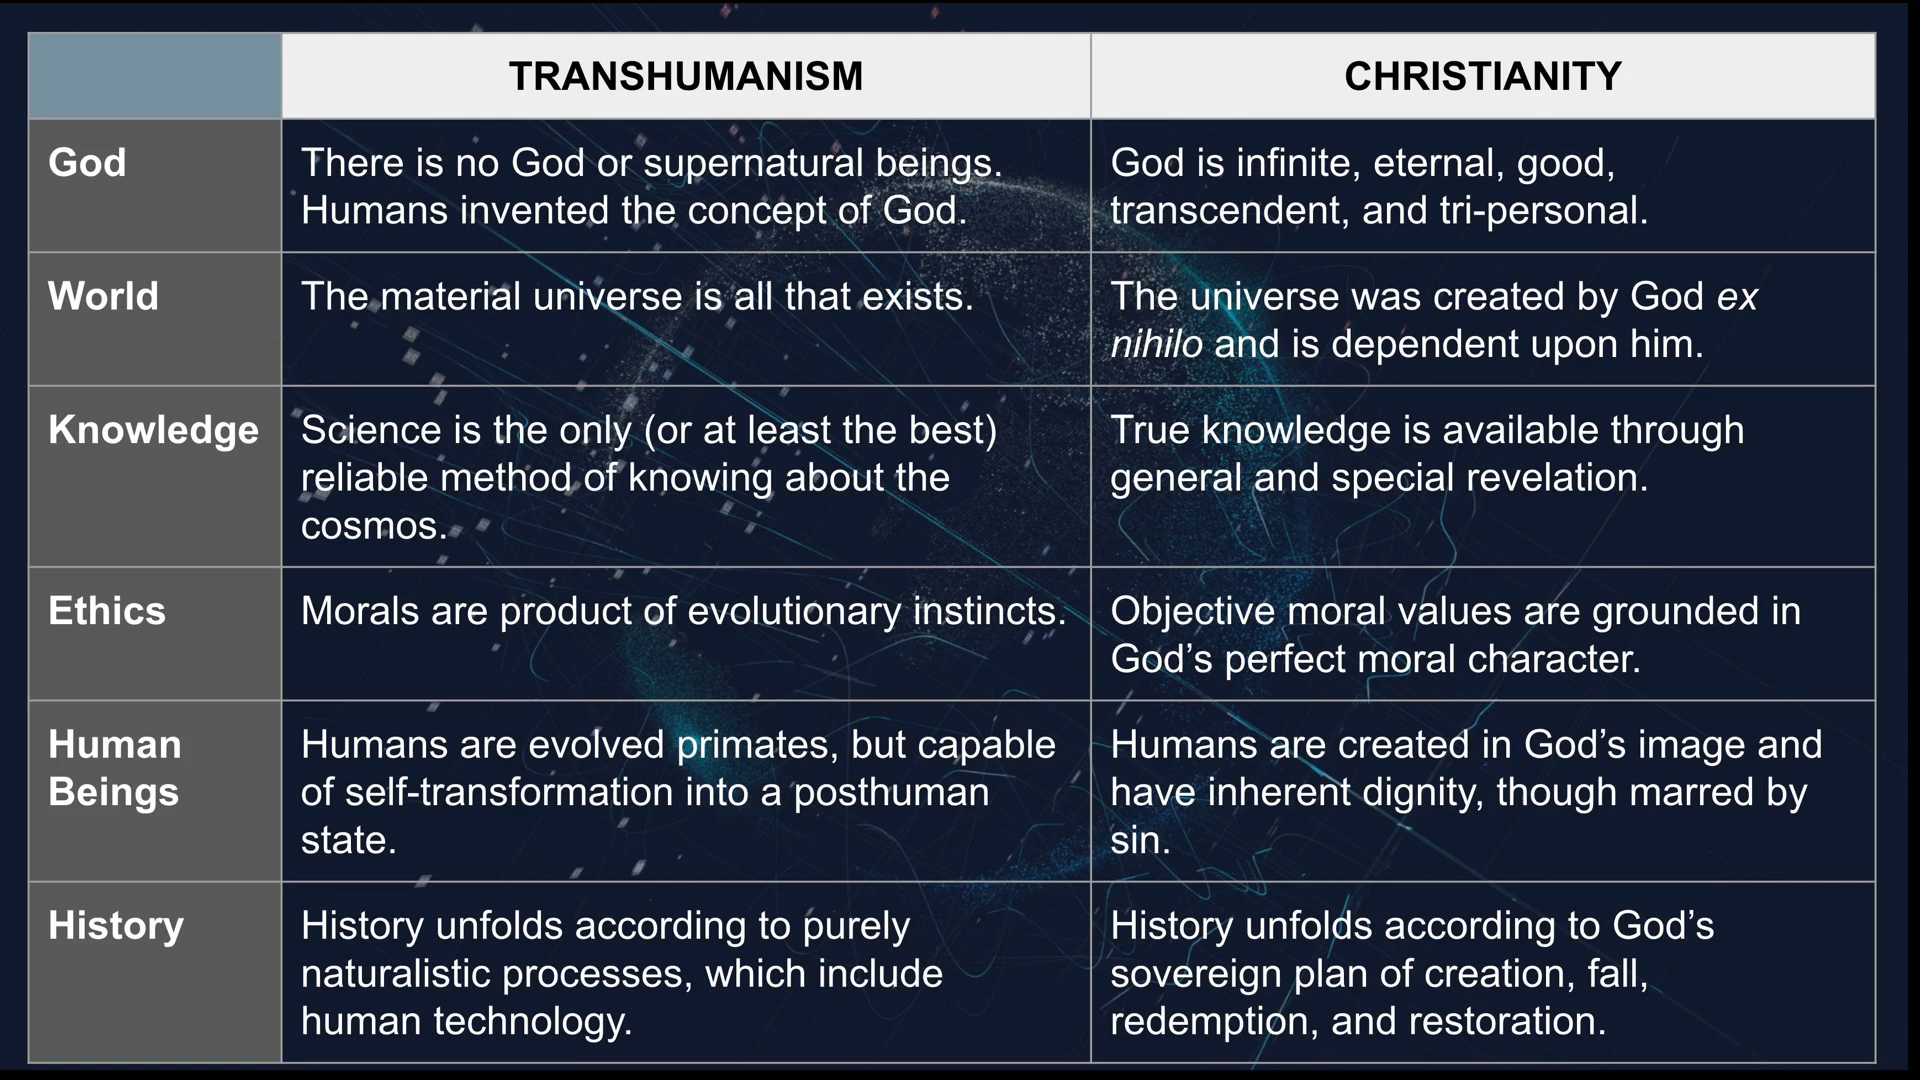 TRANSHUMANISM
CHRISTIANITY
God
There is no God or supernatural beings.
Humans invented the concept of God.
God is infinite, eternal, good,
transcendent, and tri-personal.
World
The material universe is all that exists.
The universe was created by God ex
nihilo and is dependent upon him.
Knowledge
Science is the only (or at least the best)
reliable method of knowing about the
cosmos.
True knowledge is available through
general and special revelation.
Ethics
Morals are product of evolutionary instincts.
Objective moral values are grounded in
God’s perfect moral character.
Human
Beings
Humans are evolved primates, but capable
of self-transformation into a posthuman
state.
Humans are created in God’s image and
have inherent dignity, though marred by
sin.
History
History unfolds according to purely
naturalistic processes, which include
human technology.
History unfolds according to God’s
sovereign plan of creation, fall,
redemption, and restoration.